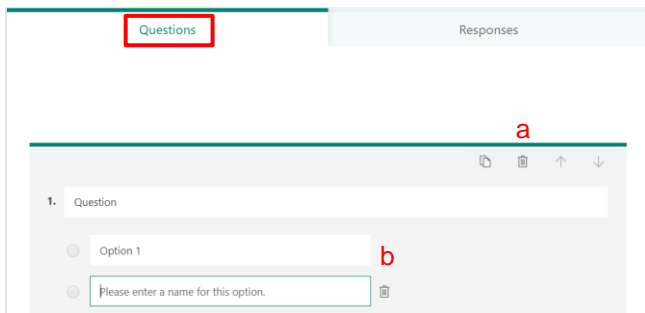 Questions
Responses
a
1. Question
Option 1
b
Please enter a name for this option.